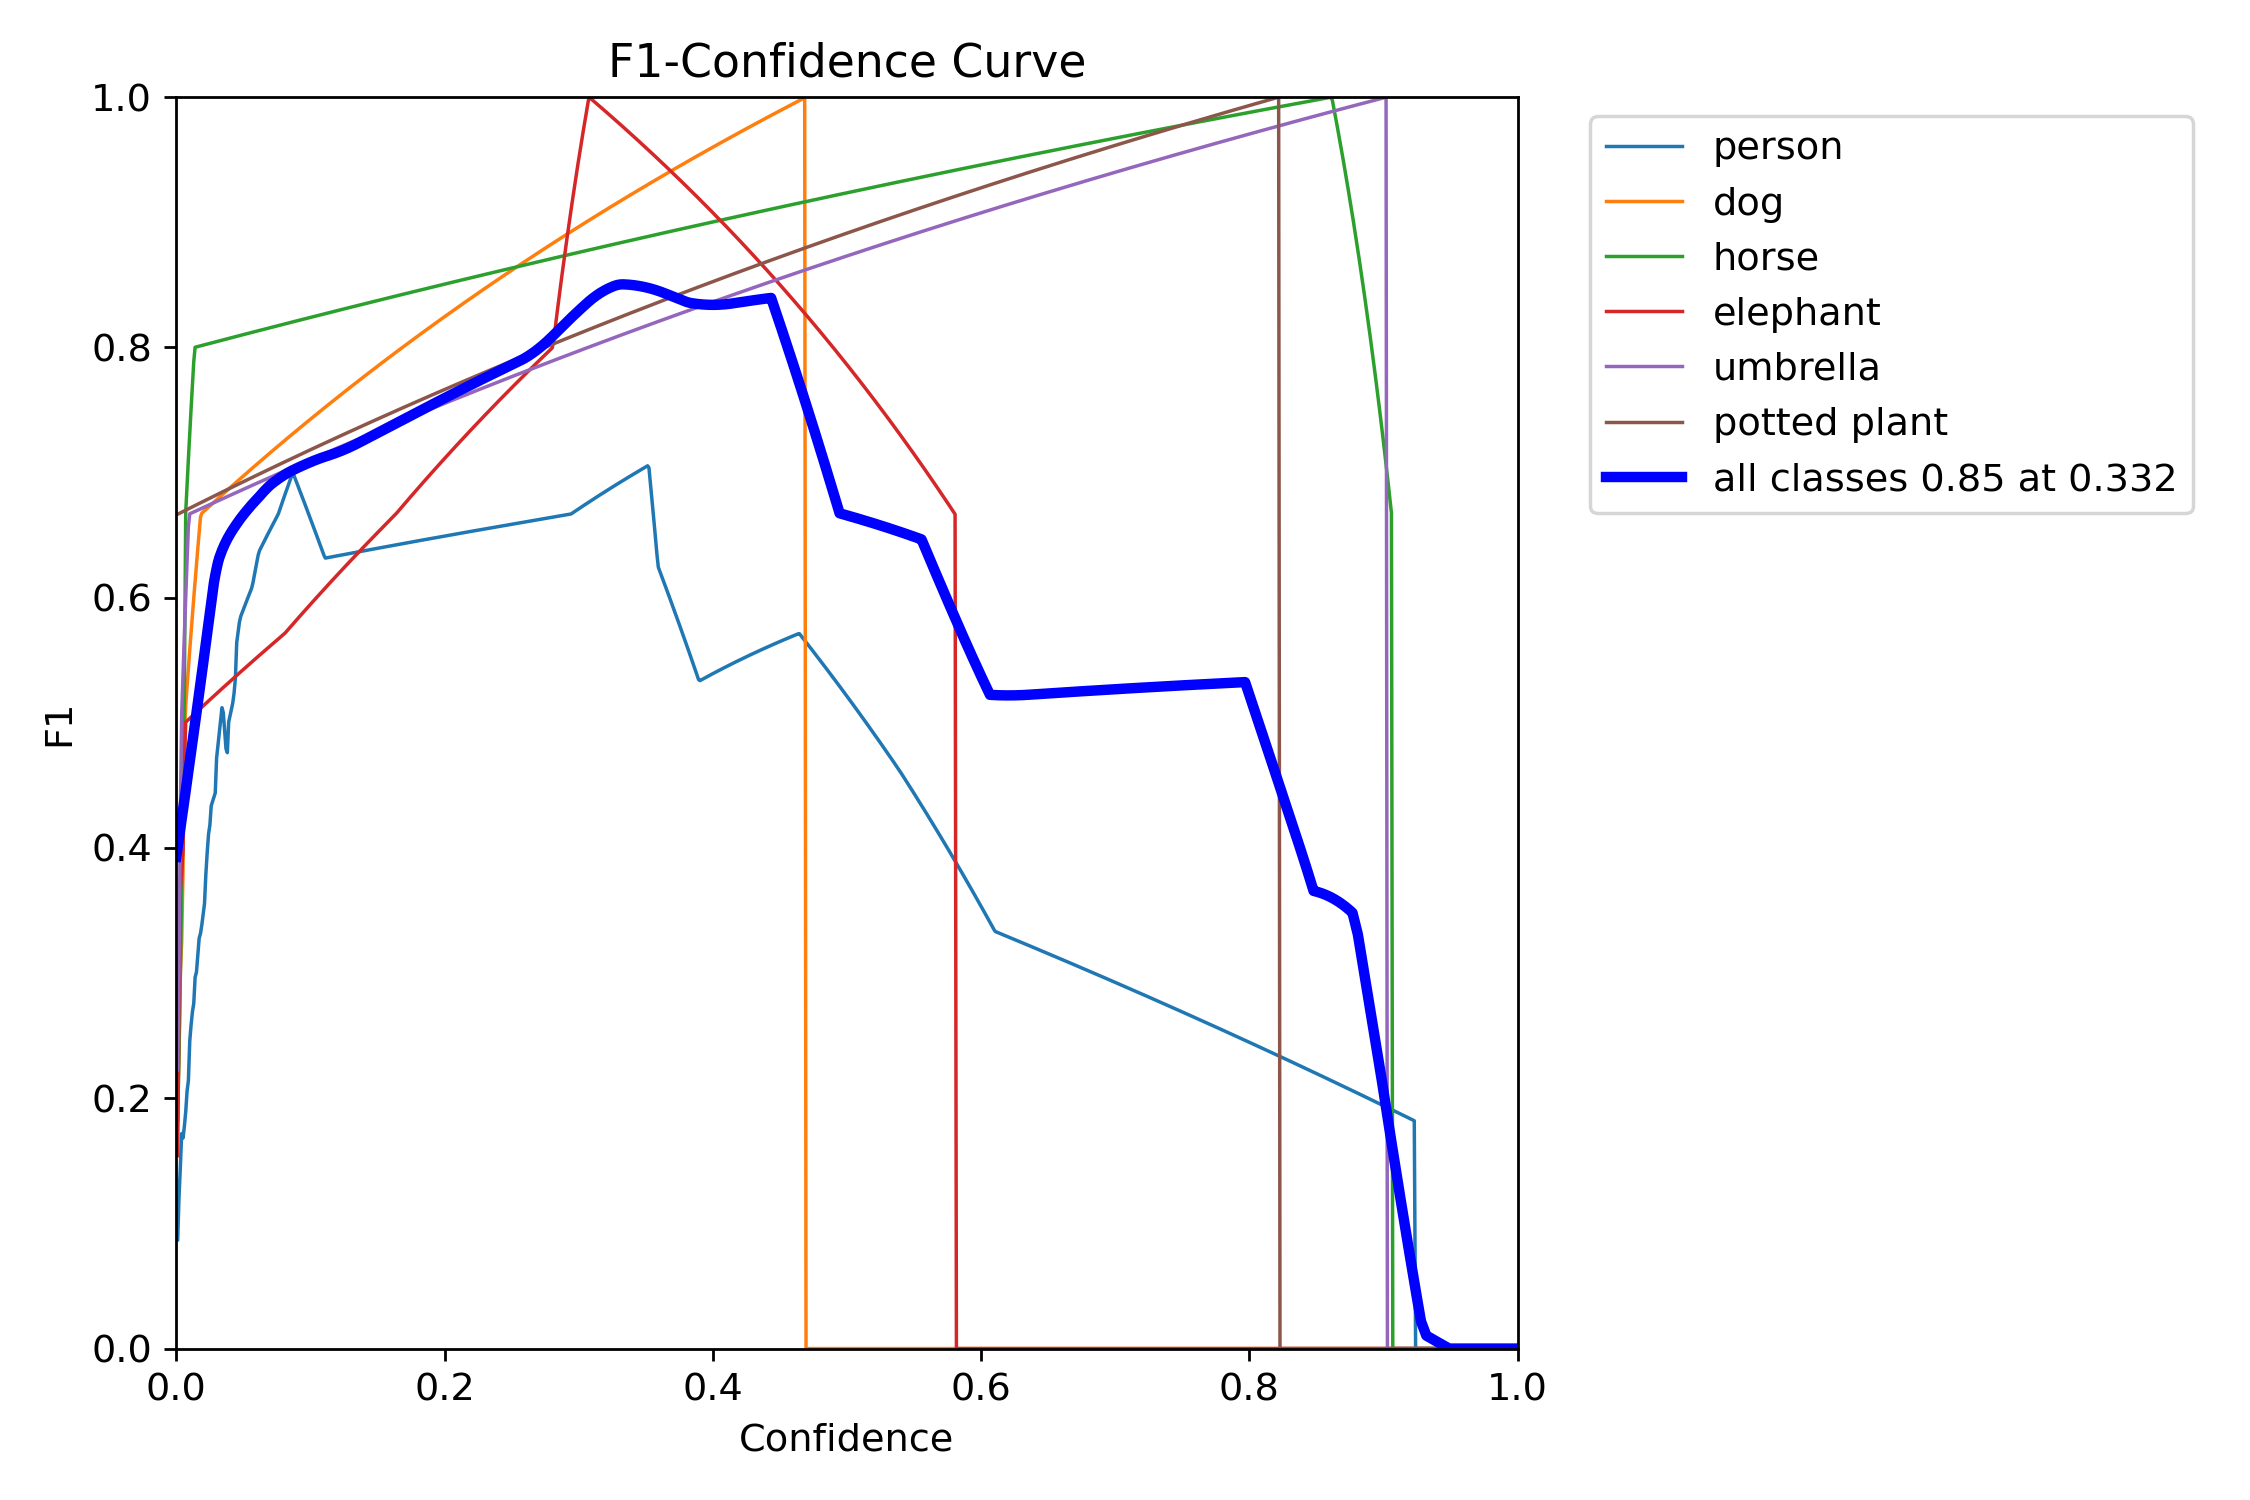 F1-Confidence Curve
1.0
0.8
0.6
0.4
0.2
0.0
F1
0.0 0.2 0.4 0.6 0.8 1.0
Confidence
person
dog
horse
elephant
umbrella
potted plant
all classes 0.85 at 0.332